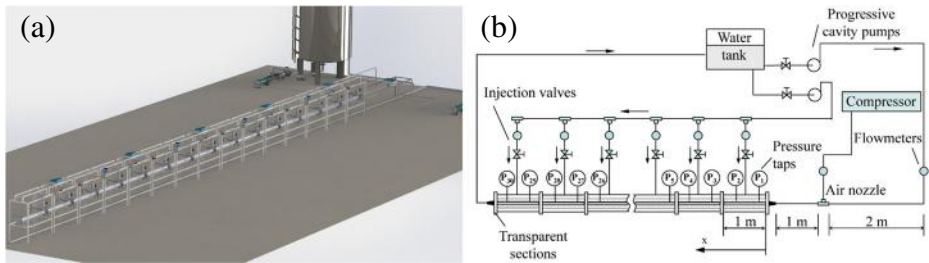 (a)
(b)
Progressive
cavity pumps
Water
tank
Injection valves
Compressor
Pressure
taps
Flowmeters
P30 P29 P27 P26 P5 P4 P3 P2 P1
Air nozzle
Transparent
sections
1 m
1 m
2 m
x